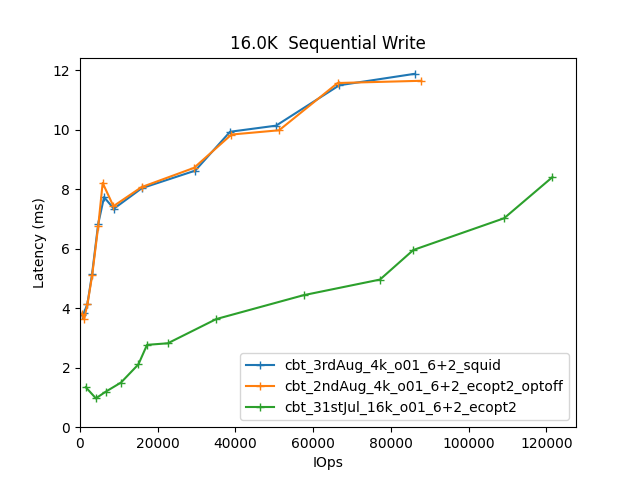 16.0K  Sequential Write
Latency (ms)
12
10
8
6
4
2
0
0 20000 40000 60000 80000 100000 120000
IOps
cbt_3rdAug_4k_o01_6+2_squid
cbt_2ndAug_4k_o01_6+2_ecopt2_optoff
cbt_31stJul_16k_o01_6+2_ecopt2